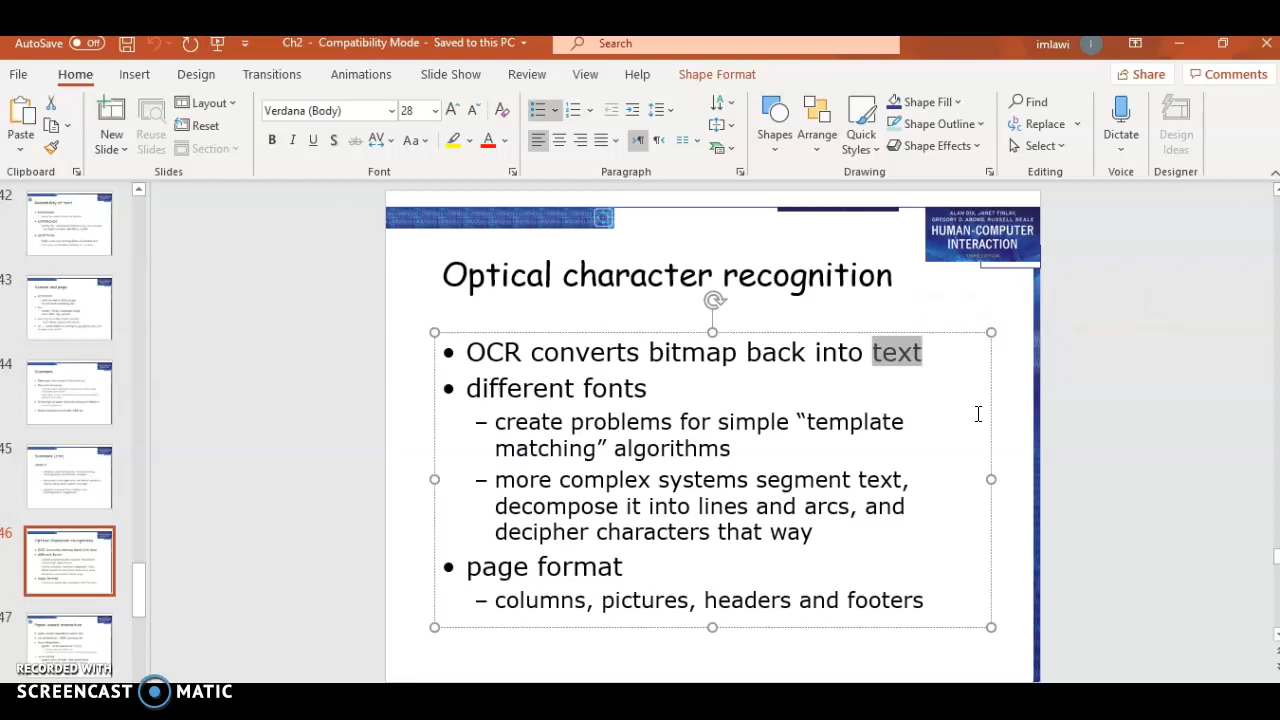 AutoSave Off Ch2 - Compatibility Mode - Saved to this PC Search imlawi I
File Home Insert Design Transitions Animations Slide Show Review View Help Shape Format Share Comments
Paste New Slide Layout Reuse Slides Reset Section Verdana (Body) 28 Shapes Arrange Quick Styles Shape Fill Shape Outline Shape Effects Find Replace Select Dictate Design Ideas
B I U S AV Aa A
Clipboard Slides Font Paragraph Drawing Editing Voice Designer
42
43
44
45
46
47
ALAN DIX, JANET FINLAY,
GREGORY D. ABOWD, RUSSELL BEALE
HUMAN-COMPUTER
INTERACTION
THIRD EDITION
Optical character recognition
• OCR converts bitmap back into text
• different fonts
– create problems for simple “template
matching” algorithms
– more complex systems segment text,
decompose it into lines and arcs, and
decipher characters that way
• page format
– columns, pictures, headers and footers
RECORDED WITH
SCREENCAST MATIC